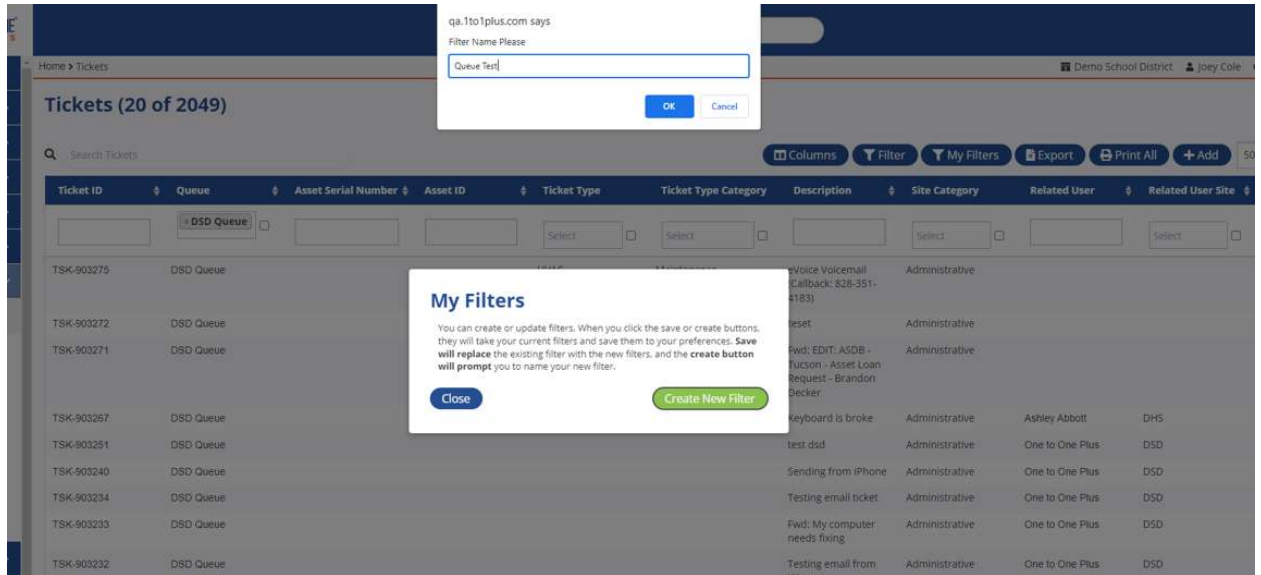 qa.1to1plus.com says
Filter Name Please
Queue Test
OK Cancel
Home > Tickets
Demo School District Joey Cole
Tickets (20 of 2049)
Search Tickets
Columns Filter My Filters Export Print All +Add 50
Ticket ID Queue Asset Serial Number Asset ID Ticket Type Ticket Type Category Description Site Category Related User Related User Site
× DSD Queue Select Select Select Select
TSK-903275 DSD Queue HVAC Maintenance eVoice Voicemail Administrative
(Callback: 828-351-
4183)
TSK-903272 DSD Queue teset Administrative
TSK-903271 DSD Queue Fwd: EDIT: ASDB - Administrative
Tucson - Asset Loan
Request - Brandon
Decker
My Filters
You can create or update filters. When you click the save or create buttons,
they will take your current filters and save them to your preferences. Save
will replace the existing filter with the new filters, and the create button
will prompt you to name your new filter.
Close Create New Filter
TSK-903267 DSD Queue Keyboard is broke Administrative Ashley Abbott DHS
TSK-903251 DSD Queue test dsd Administrative One to One Plus DSD
TSK-903240 DSD Queue Sending from iPhone Administrative One to One Plus DSD
TSK-903234 DSD Queue Testing email ticket Administrative One to One Plus DSD
TSK-903233 DSD Queue Fwd: My computer Administrative One to One Plus DSD
needs fixing
TSK-903232 DSD Queue Testing email from Administrative One to One Plus DSD